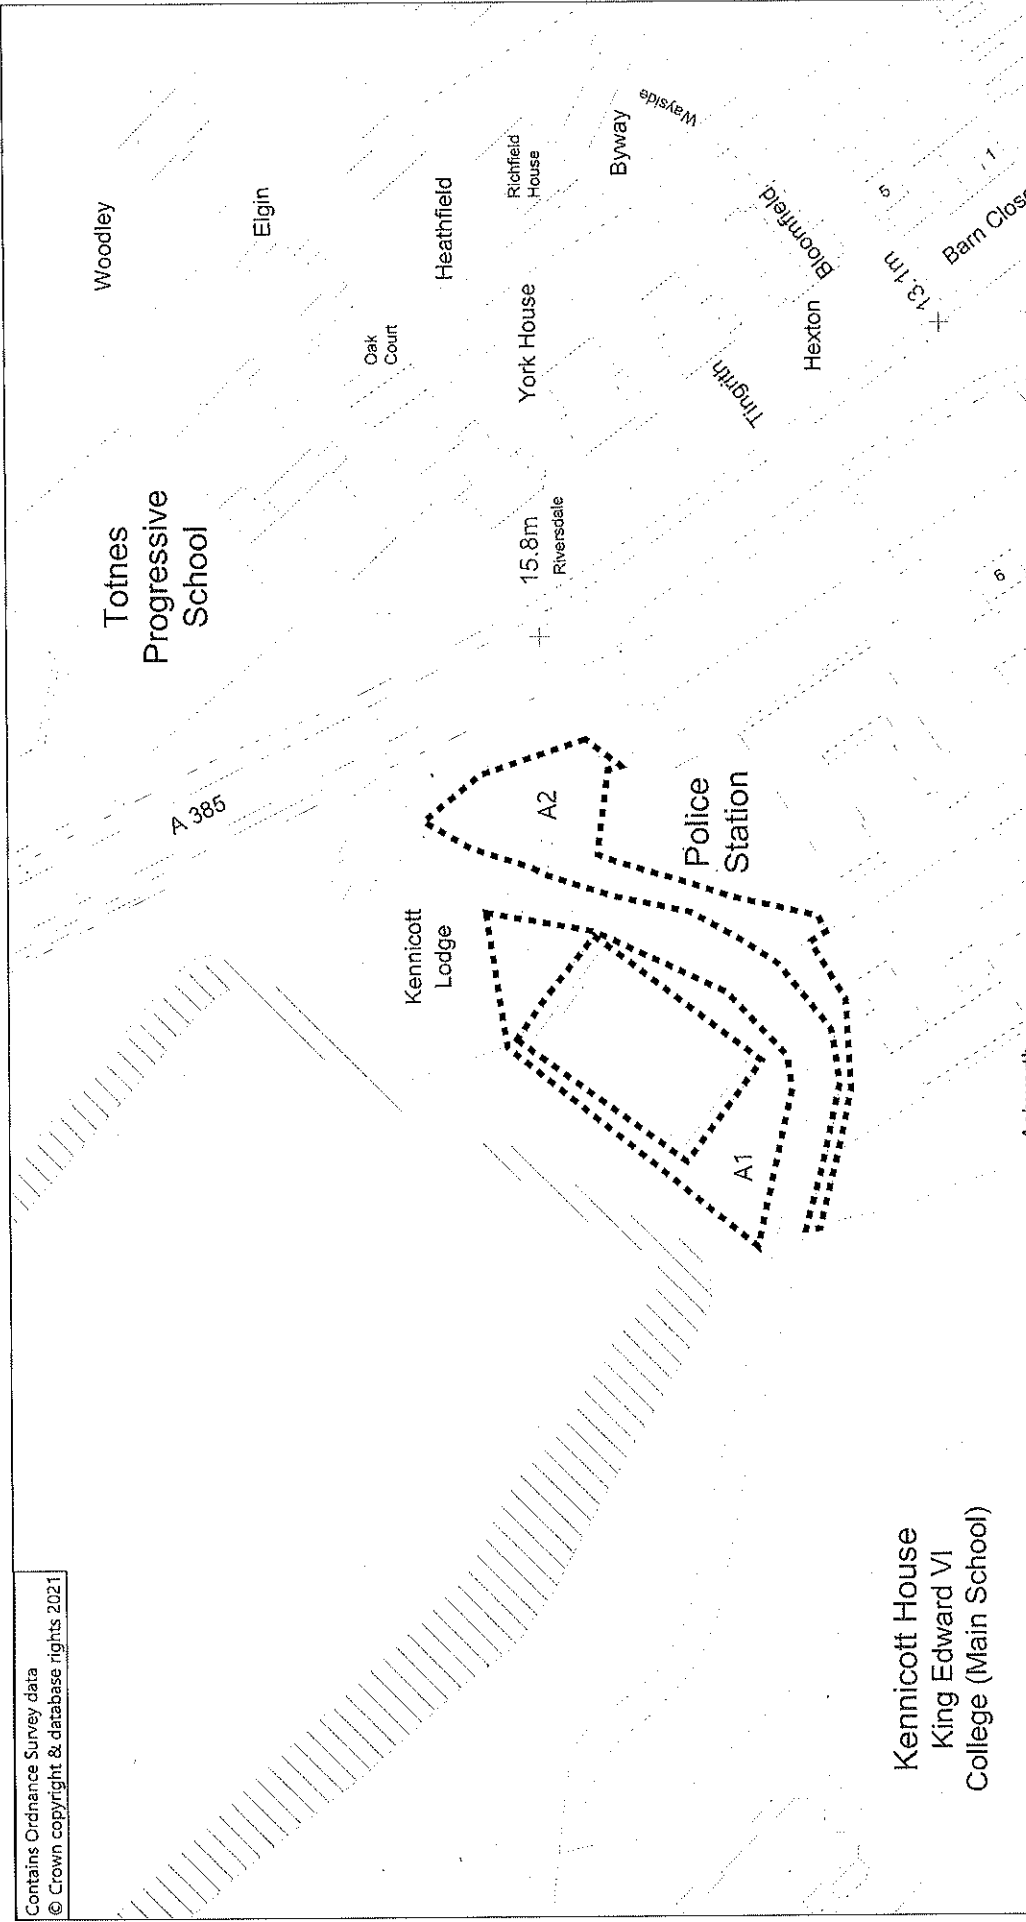 Contains Ordnance Survey data
© Crown copyright & database rights 2021
Woodley
Elgin
Totnes
Progressive
School
Oak
Court
Heathfield
Richfield
House
York House
Byway
Wayside
15.8m
Riversdale
A 385
Bloomfield
Tingrith
Hexton
5
1
13.1m
Barn Close
6
Kennicott
Lodge
A2
Police
Station
A1
Kennicott House
King Edward VI
College (Main School)